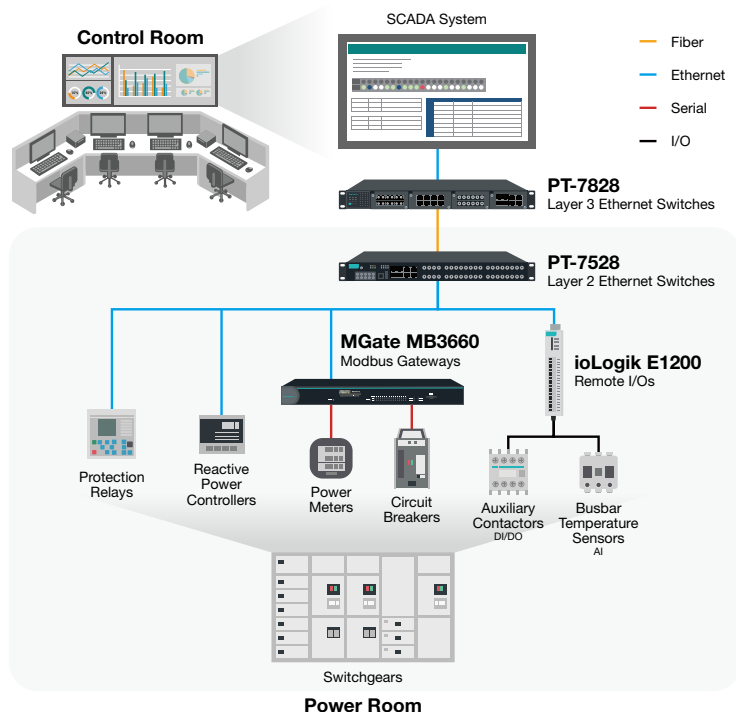 SCADA System
Control Room
Fiber
Ethernet
Serial
I/O
PT-7828
Layer 3 Ethernet Switches
PT-7528
Layer 2 Ethernet Switches
MGate MB3660
Modbus Gateways
ioLogik E1200
Remote I/Os
Protection
Relays
Reactive
Power
Controllers
Power
Meters
Circuit
Breakers
Auxiliary
Contactors
DI/DO
Busbar
Temperature
Sensors
AI
Switchgears
Power Room